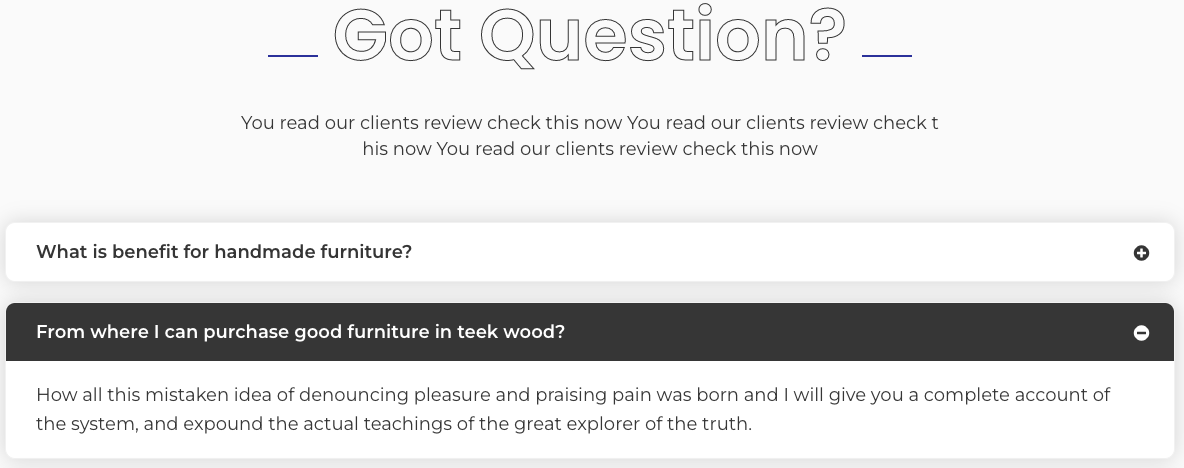 Got Question?
You read our clients review check this now You read our clients review check t
his now You read our clients review check this now
What is benefit for handmade furniture?
From where I can purchase good furniture in teek wood?
How all this mistaken idea of denouncing pleasure and praising pain was born and I will give you a complete account of
the system, and expound the actual teachings of the great explorer of the truth.